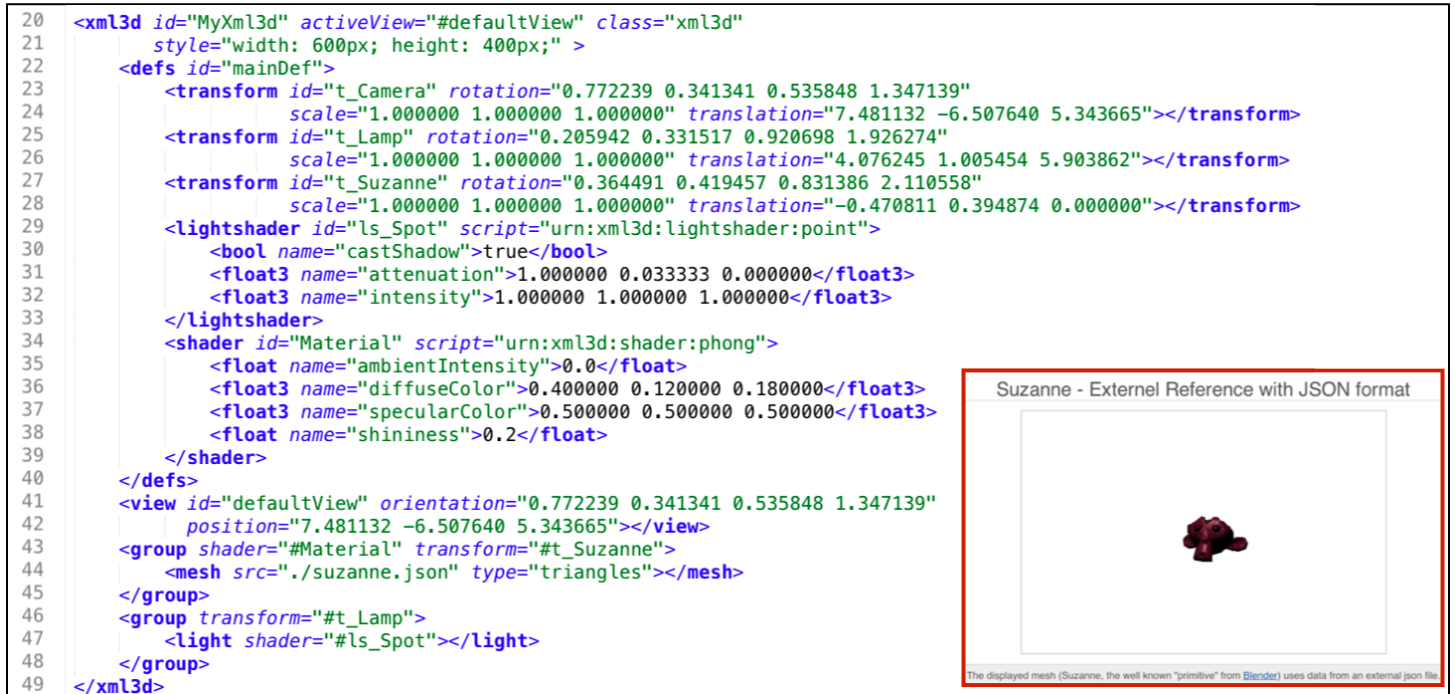 20 <xml3d id="MyXml3d" activeView="#defaultView" class="xml3d"
21 style="width: 600px; height: 400px;" >
22 <defs id="mainDef">
23 <transform id="t_Camera" rotation="0.772239 0.341341 0.535848 1.347139"
24 scale="1.000000 1.000000 1.000000" translation="7.481132 −6.507640 5.343665"></transform>
25 <transform id="t_Lamp" rotation="0.205942 0.331517 0.920698 1.926274"
26 scale="1.000000 1.000000 1.000000" translation="4.076245 1.005454 5.903862"></transform>
27 <transform id="t_Suzanne" rotation="0.364491 0.419457 0.831386 2.110558"
28 scale="1.000000 1.000000 1.000000" translation="−0.470811 0.394874 0.000000"></transform>
29 <lightshader id="ls_Spot" script="urn:xml3d:lightshader:point">
30 <bool name="castShadow">true</bool>
31 <float3 name="attenuation">1.000000 0.033333 0.000000</float3>
32 <float3 name="intensity">1.000000 1.000000 1.000000</float3>
33 </lightshader>
34 <shader id="Material" script="urn:xml3d:shader:phong">
35 <float name="ambientIntensity">0.0</float>
36 <float3 name="diffuseColor">0.400000 0.120000 0.180000</float3>
37 <float3 name="specularColor">0.500000 0.500000 0.500000</float3>
38 <float name="shininess">0.2</float>
39 </shader>
40 </defs>
41 <view id="defaultView" orientation="0.772239 0.341341 0.535848 1.347139"
42 position="7.481132 −6.507640 5.343665"></view>
43 <group shader="#Material" transform="#t_Suzanne">
44 <mesh src="./suzanne.json" type="triangles"></mesh>
45 </group>
46 <group transform="#t_Lamp">
47 <light shader="#ls_Spot"></light>
48 </group>
49 </xml3d>
Suzanne - Externel Reference with JSON format
The displayed mesh (Suzanne, the well known "primitive" from Blender) uses data from an external json file.